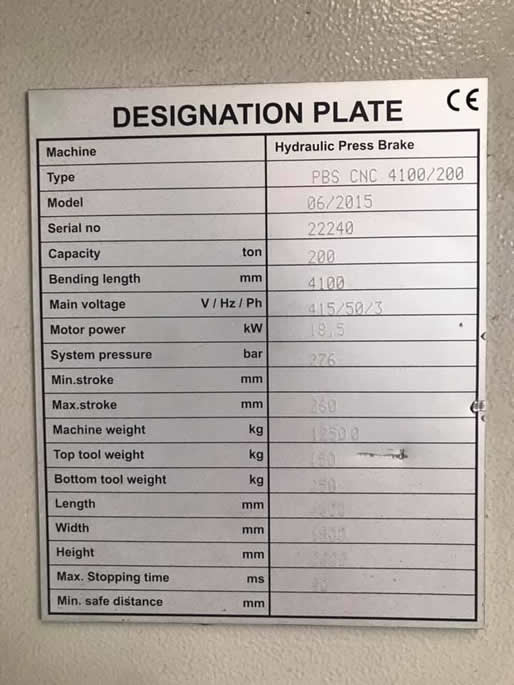 DESIGNATION PLATE CE
Machine Hydraulic Press Brake
Type PBS CNC 4100/200
Model 06/2015
Serial no 22240
Capacity ton 200
Bending length mm 4100
Main voltage V / Hz / Ph 415/50/3
Motor power kW 18.5
System pressure bar 276
Min.stroke mm
Max.stroke mm 260
Machine weight kg 12500
Top tool weight kg
Bottom tool weight kg
Length mm
Width mm
Height mm
Max. Stopping time ms
Min. safe distance mm